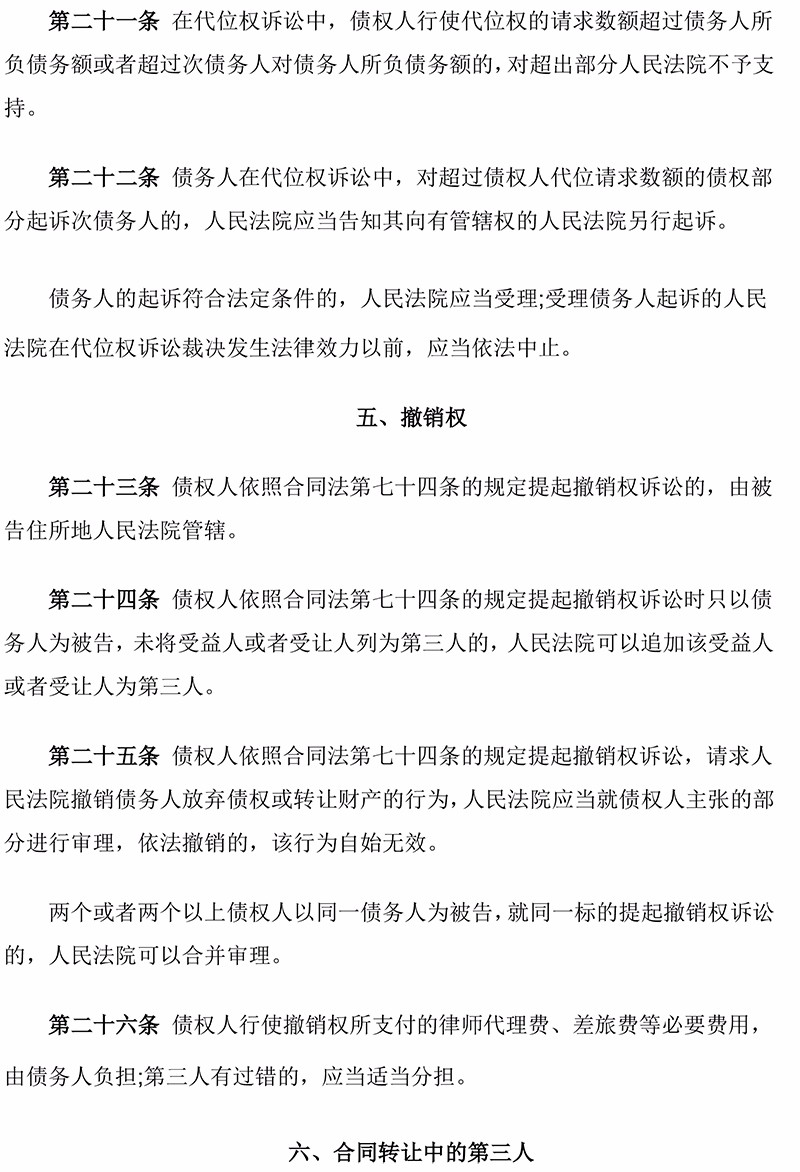 第二十一条 在代位权诉讼中，债权人行使代位权的请求数额超过债务人所
负债务额或者超过次债务人对债务人所负债务额的，对超出部分人民法院不予支
持。
第二十二条 债务人在代位权诉讼中，对超过债权人代位请求数额的债权部
分起诉次债务人的，人民法院应当告知其向有管辖权的人民法院另行起诉。
债务人的起诉符合法定条件的，人民法院应当受理;受理债务人起诉的人民
法院在代位权诉讼裁决发生法律效力以前，应当依法中止。
五、撤销权
第二十三条 债权人依照合同法第七十四条的规定提起撤销权诉讼的，由被
告住所地人民法院管辖。
第二十四条 债权人依照合同法第七十四条的规定提起撤销权诉讼时只以债
务人为被告，未将受益人或者受让人列为第三人的，人民法院可以追加该受益人
或者受让人为第三人。
第二十五条 债权人依照合同法第七十四条的规定提起撤销权诉讼，请求人
民法院撤销债务人放弃债权或转让财产的行为，人民法院应当就债权人主张的部
分进行审理，依法撤销的，该行为自始无效。
两个或者两个以上债权人以同一债务人为被告，就同一标的提起撤销权诉讼
的，人民法院可以合并审理。
第二十六条 债权人行使撤销权所支付的律师代理费、差旅费等必要费用，
由债务人负担;第三人有过错的，应当适当分担。
六、合同转让中的第三人